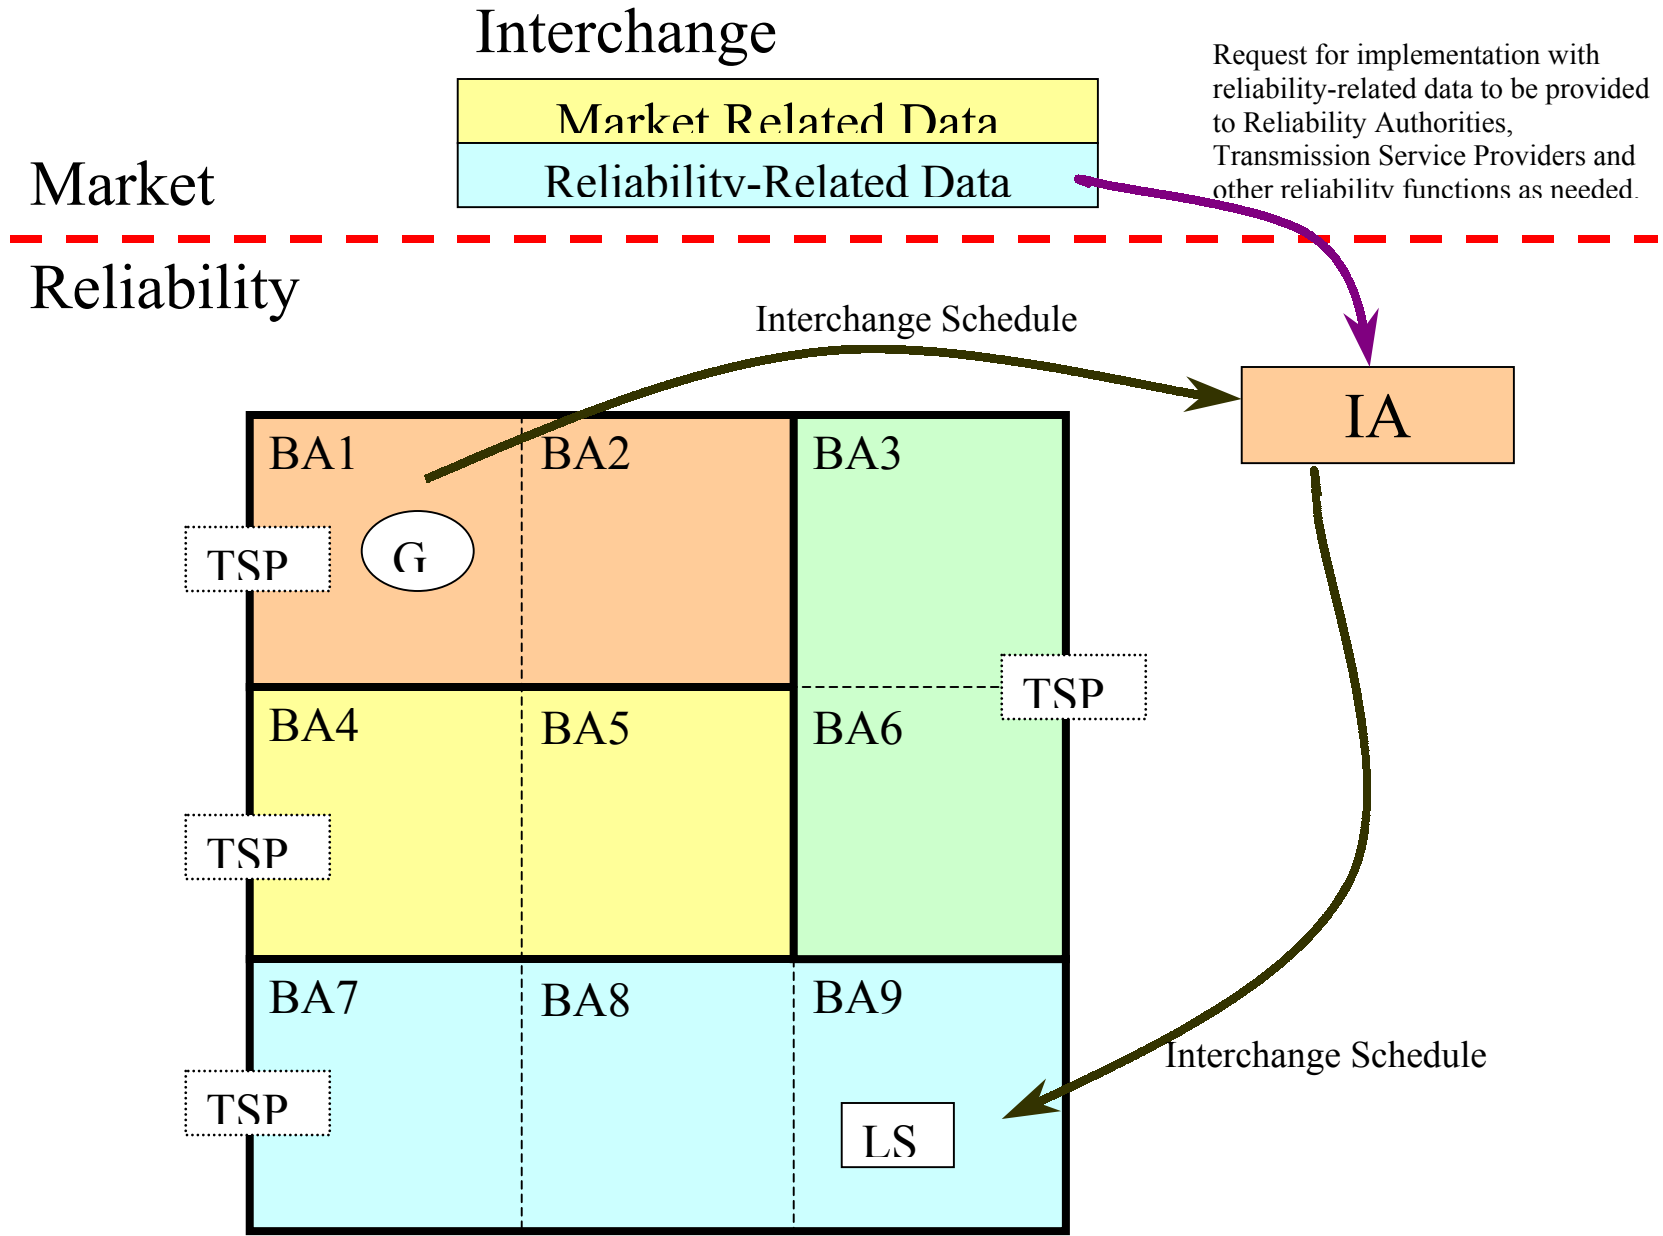 Interchange
Market Related Data
Reliability-Related Data
Request for implementation with
reliability-related data to be provided
to Reliability Authorities,
Transmission Service Providers and
other reliability functions as needed.
Market
Reliability
Interchange Schedule
IA
BA1
BA2
BA3
TSP
G
TSP
BA4
BA5
BA6
TSP
BA7
BA8
BA9
Interchange Schedule
TSP
LS